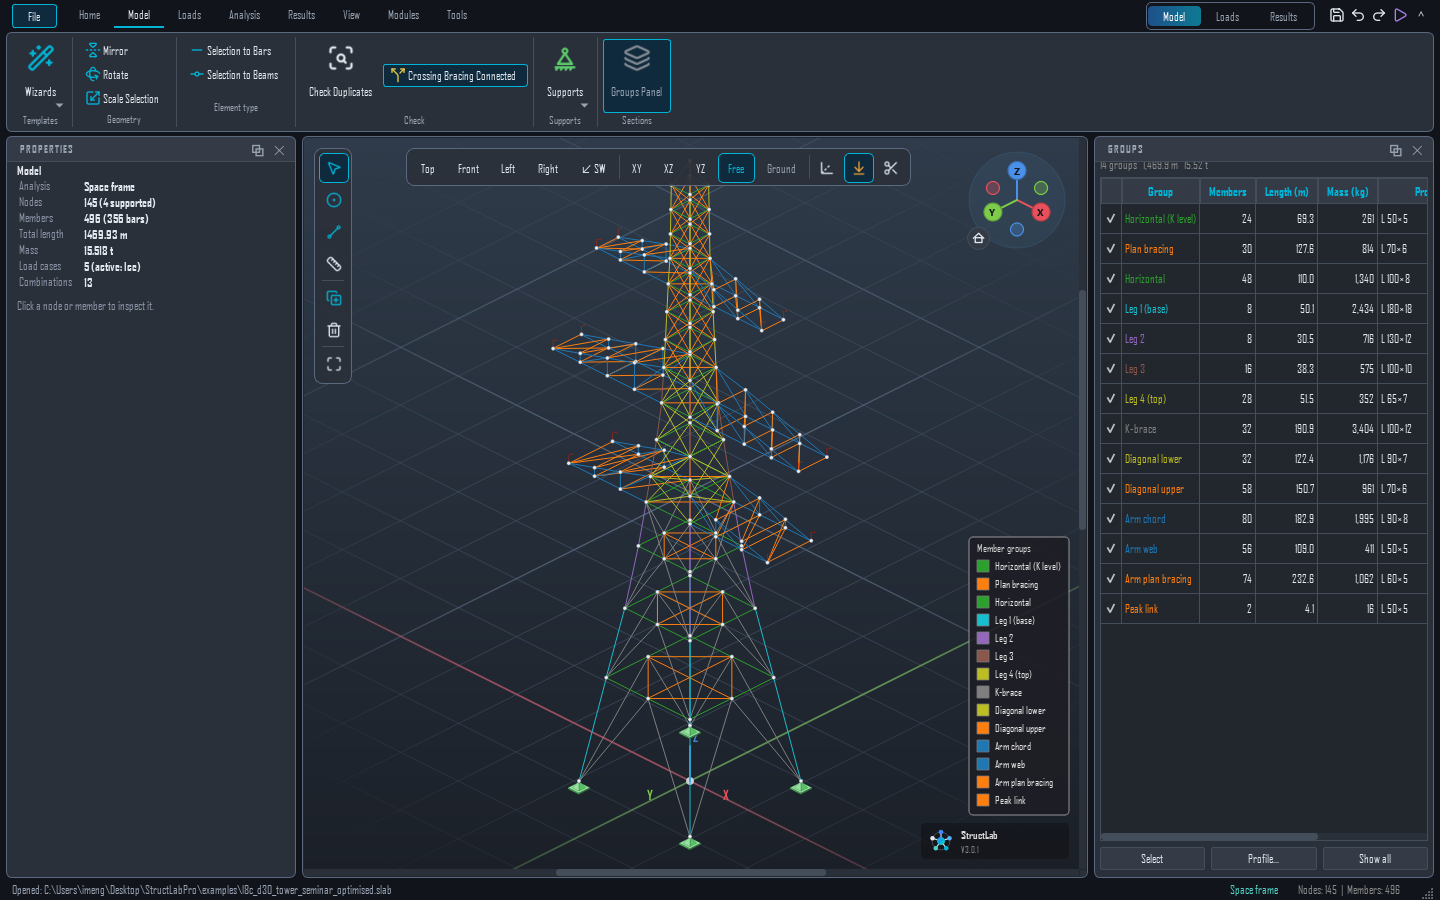 File Home Model Loads Analysis Results View Modules Tools
Model Loads Results
Wizards
Templates
Mirror
Rotate
Scale Selection
Geometry
Selection to Bars
Selection to Beams
Element type
Check Duplicates
Crossing Bracing Connected
Check
Supports
Supports
Groups Panel
Sections
PROPERTIES
Model
Analysis Space frame
Nodes 145 (4 supported)
Members 496 (356 bars)
Total length 1469.93 m
Mass 15.518 t
Load cases 5 (active: Ice)
Combinations 13
Click a node or member to inspect it.
Top Front Left Right SW XY XZ YZ Free Ground
Z
Y
X
Z
Y
X
Member groups
Horizontal (K level)
Plan bracing
Horizontal
Leg 1 (base)
Leg 2
Leg 3
Leg 4 (top)
K-brace
Diagonal lower
Diagonal upper
Arm chord
Arm web
Arm plan bracing
Peak link
StructLab
V3.0.1
GROUPS
14 groups (1469.9 m 15.52 t
Group Members Length (m) Mass (kg) Pro
Horizontal (K level) 24 69.3 261 L 50×5
Plan bracing 30 127.6 814 L 70×6
Horizontal 48 110.0 1,340 L 100×8
Leg 1 (base) 8 50.1 2,434 L 180×18
Leg 2 8 30.5 716 L 130×12
Leg 3 16 38.3 575 L 100×10
Leg 4 (top) 28 51.5 352 L 65×7
K-brace 32 190.9 3,404 L 100×12
Diagonal lower 32 122.4 1,176 L 90×7
Diagonal upper 58 150.7 961 L 70×6
Arm chord 80 182.9 1,995 L 90×8
Arm web 56 109.0 411 L 50×5
Arm plan bracing 74 232.6 1,062 L 60×5
Peak link 2 4.1 16 L 50×5
Select Profile... Show all
Opened: C:\Users\imeng\Desktop\StructLabPro\examples\18c_d30_tower_seminar_optimised.slab
Space frame Nodes: 145 | Members: 496